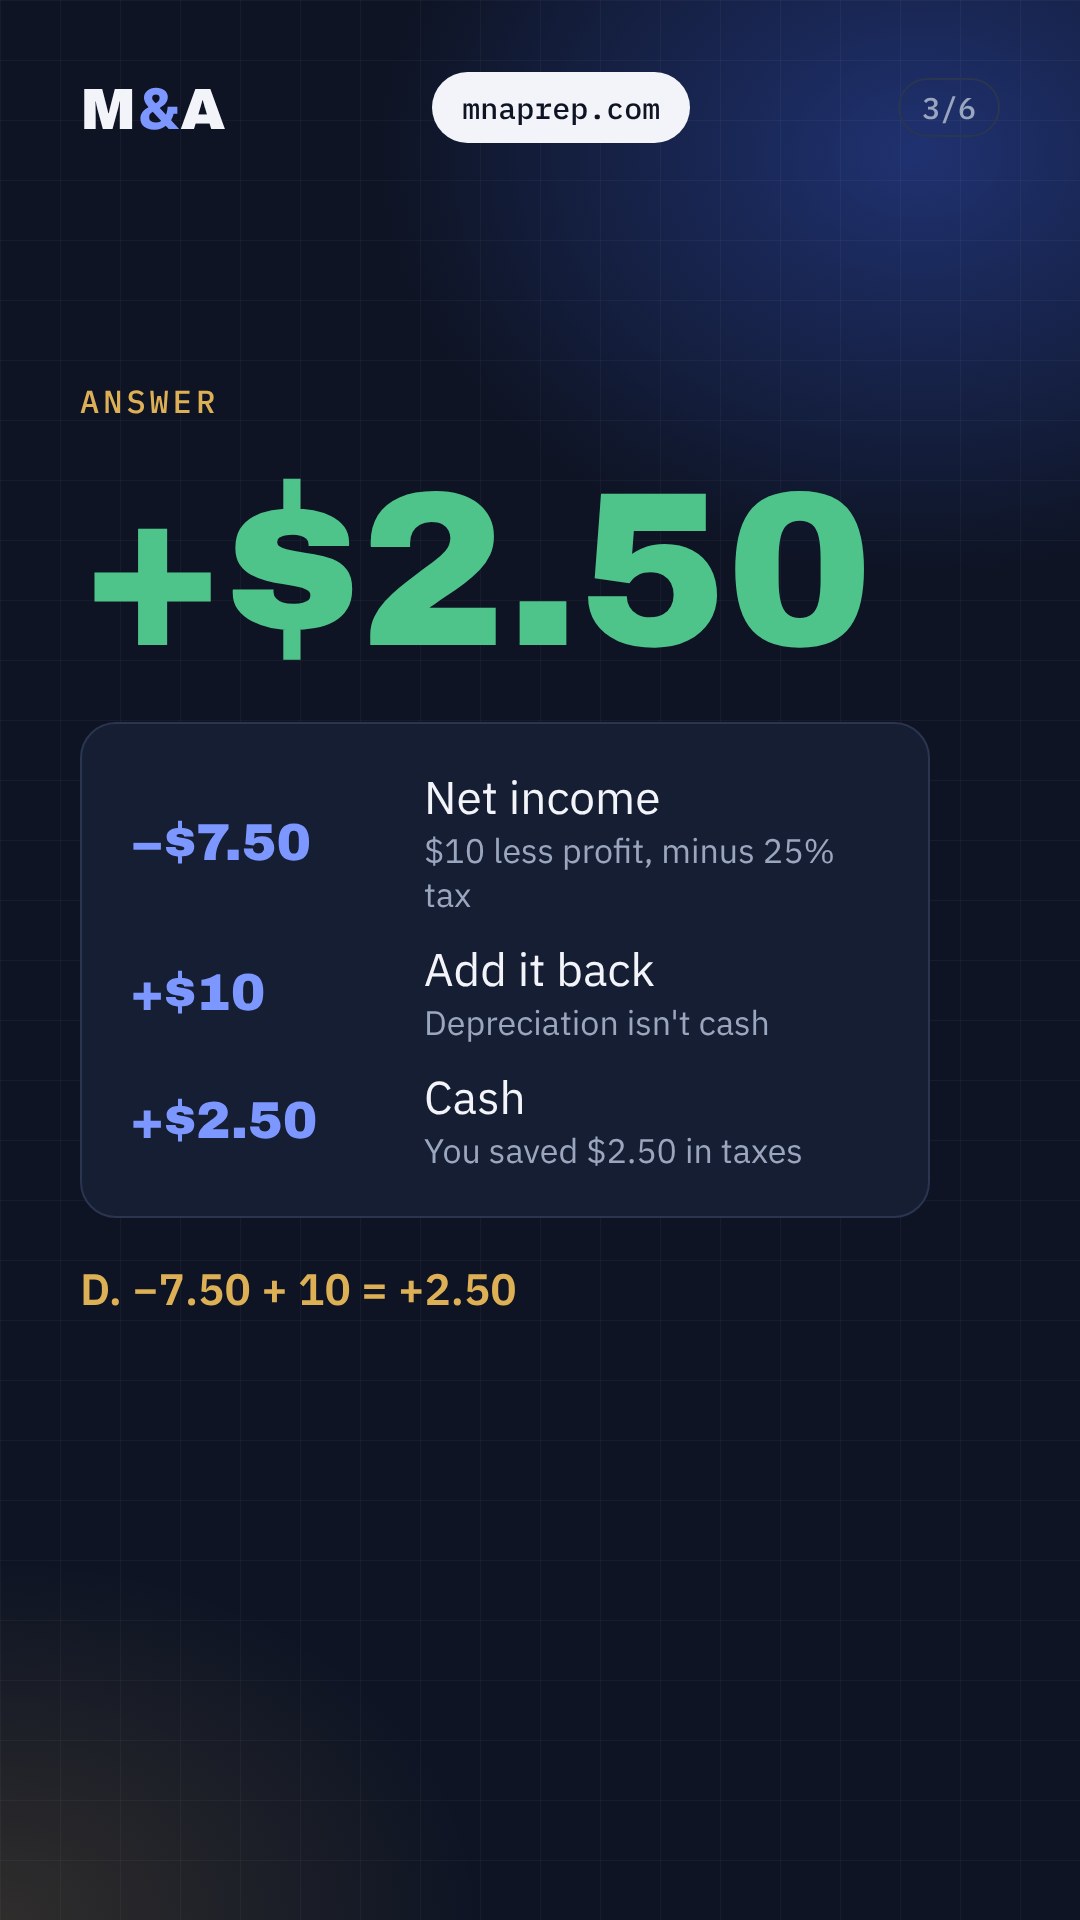 M&A
mnaprep.com
3/6
ANSWER
+$2.50
–$7.50
Net income
$10 less profit, minus 25%
tax
+$10
Add it back
Depreciation isn't cash
+$2.50
Cash
You saved $2.50 in taxes
D. –7.50 + 10 = +2.50